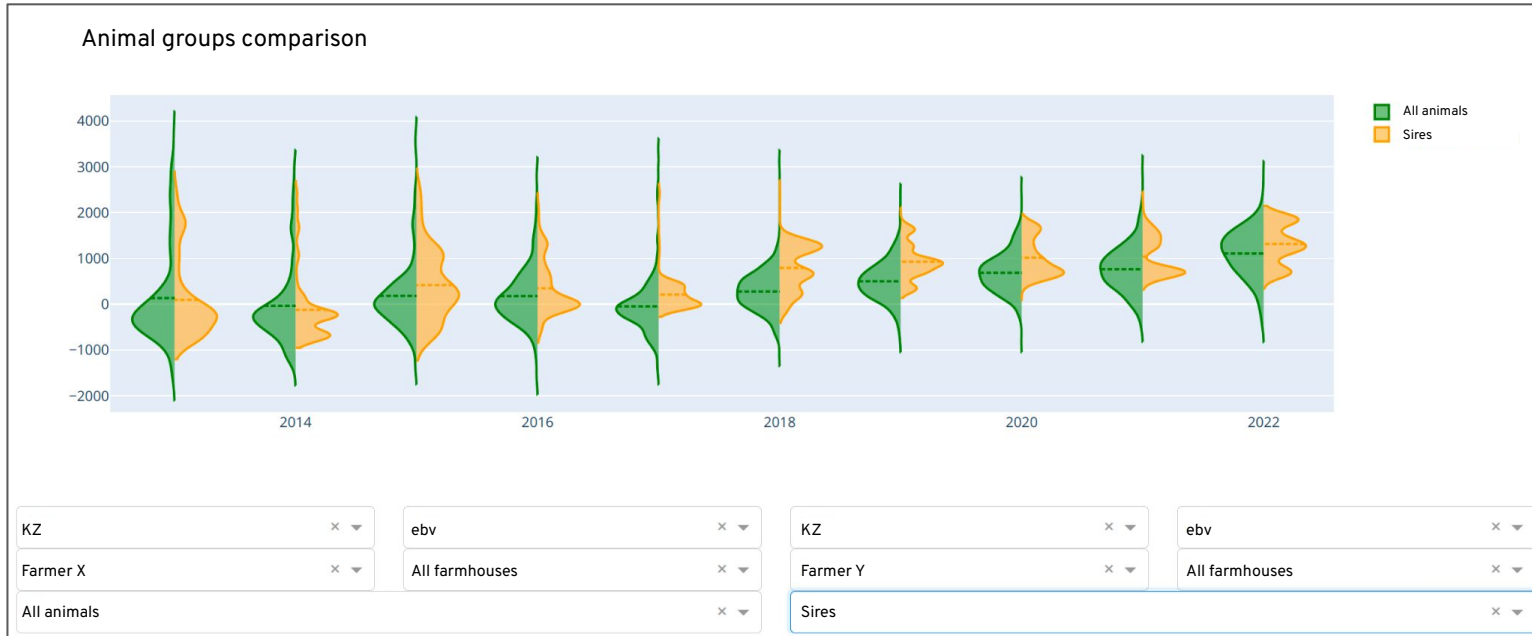 Animal groups comparison
4000
3000
2000
1000
0
−1000
−2000
2014 2016 2018 2020 2022
All animals
Sires
KZ × ebv × KZ × ebv ×
Farmer X × All farmhouses × Farmer Y × All farmhouses ×
All animals × Sires ×